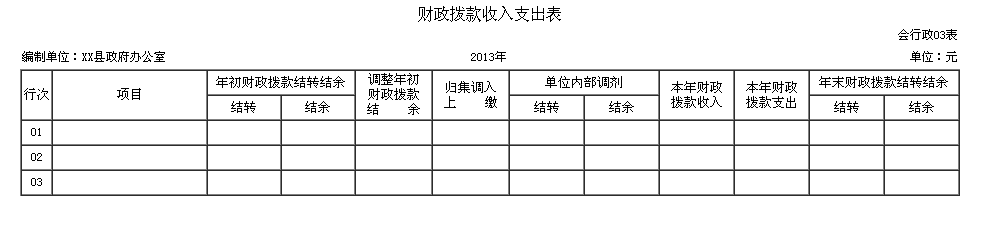 财政拨款收入支出表
会行政03表
编制单位：XX县政府办公室 2013年 单位：元
行次 项目 年初财政拨款结转结余 调整年初财政拨款结余 归集调入上缴 单位内部调剂 本年财政拨款收入 本年财政拨款支出 年末财政拨款结转结余
结转 结余 结转 结余 结转 结余
01
02
03